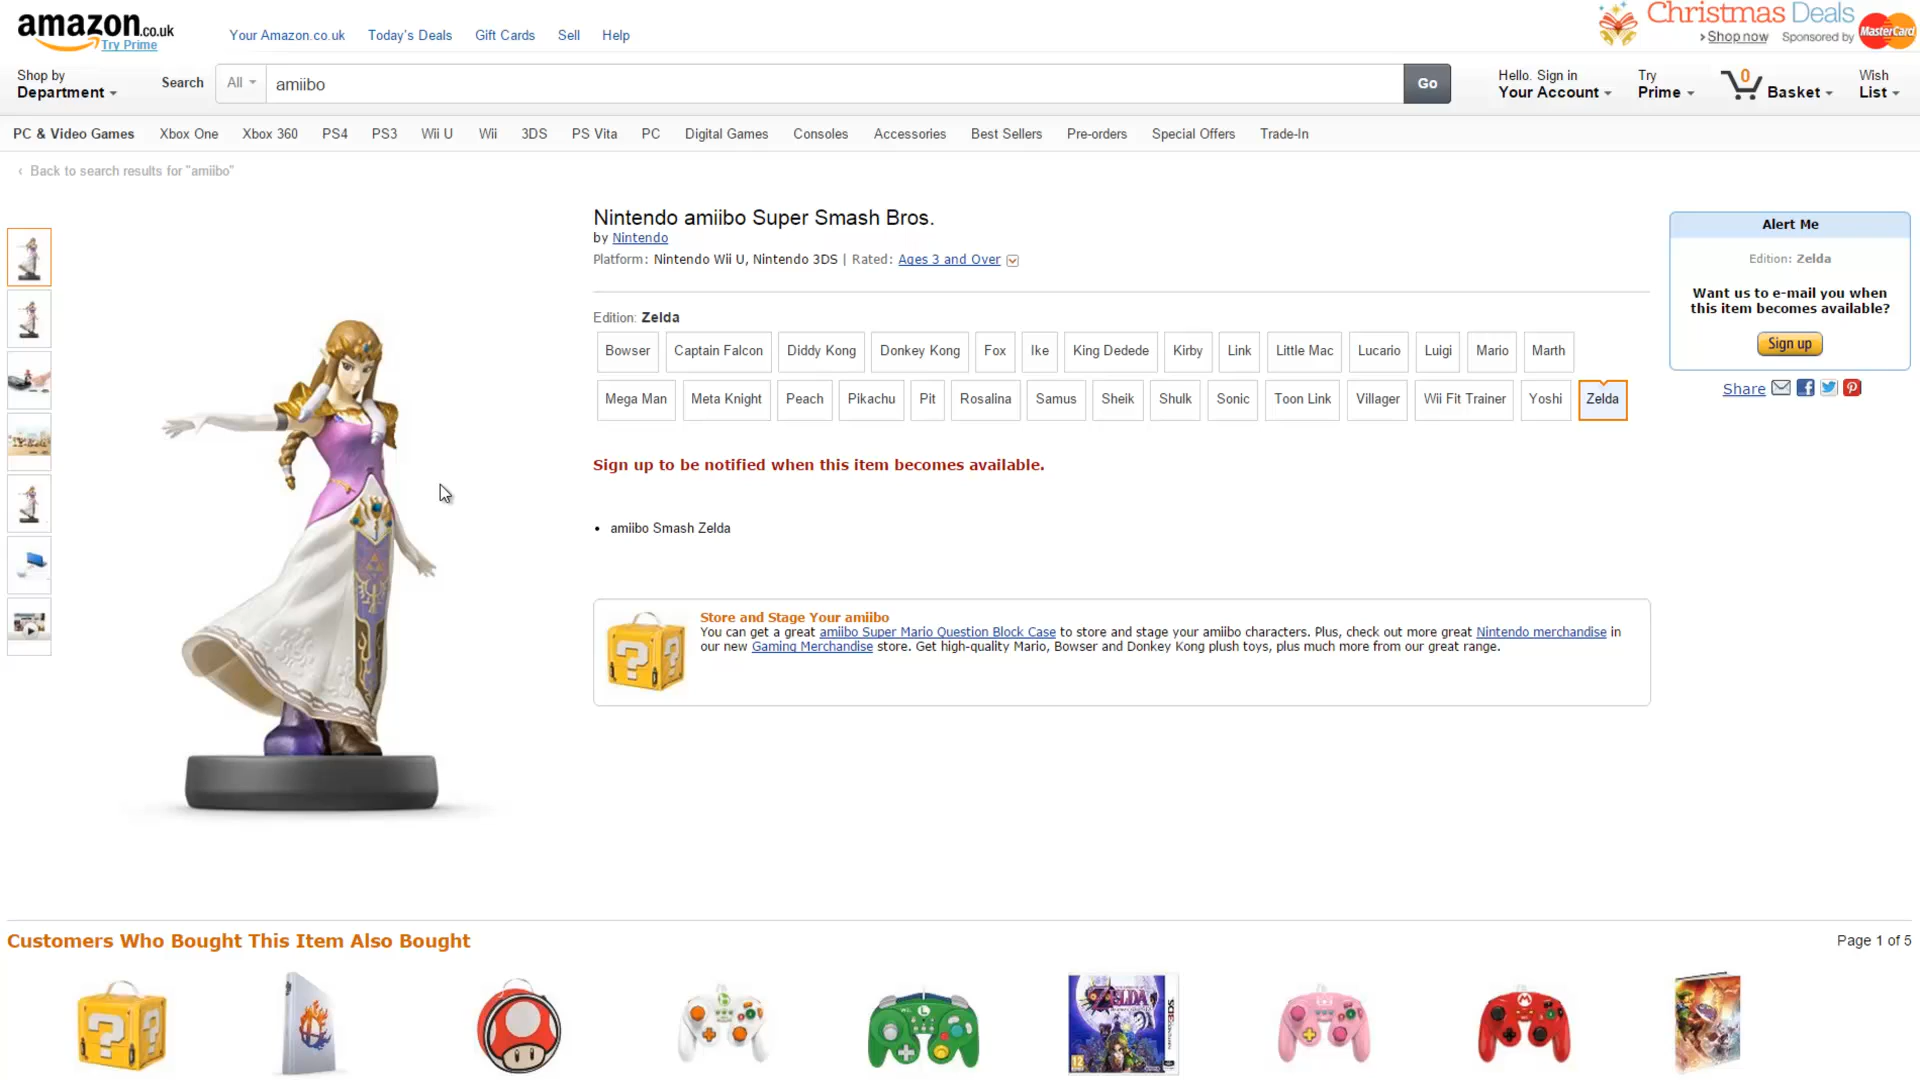 amazon.co.uk
Try Prime
Your Amazon.co.uk Today's Deals Gift Cards Sell Help
Christmas Deals
› Shop now Sponsored by MasterCard
Shop by
Department
Search All amiibo Go
Hello. Sign in
Your Account
Try
Prime
0
Basket
Wish
List
PC & Video Games Xbox One Xbox 360 PS4 PS3 Wii U Wii 3DS PS Vita PC Digital Games Consoles Accessories Best Sellers Pre-orders Special Offers Trade-In
‹ Back to search results for "amiibo"
Nintendo amiibo Super Smash Bros.
by Nintendo
Platform: Nintendo Wii U, Nintendo 3DS | Rated: Ages 3 and Over
Edition: Zelda
Bowser Captain Falcon Diddy Kong Donkey Kong Fox Ike King Dedede Kirby Link Little Mac Lucario Luigi Mario Marth
Mega Man Meta Knight Peach Pikachu Pit Rosalina Samus Sheik Shulk Sonic Toon Link Villager Wii Fit Trainer Yoshi Zelda
Sign up to be notified when this item becomes available.
• amiibo Smash Zelda
Store and Stage Your amiibo
You can get a great amiibo Super Mario Question Block Case to store and stage your amiibo characters. Plus, check out more great Nintendo merchandise in
our new Gaming Merchandise store. Get high-quality Mario, Bowser and Donkey Kong plush toys, plus much more from our great range.
Alert Me
Edition: Zelda
Want us to e-mail you when
this item becomes available?
Sign up
Share
Customers Who Bought This Item Also Bought
Page 1 of 5
ZELDA